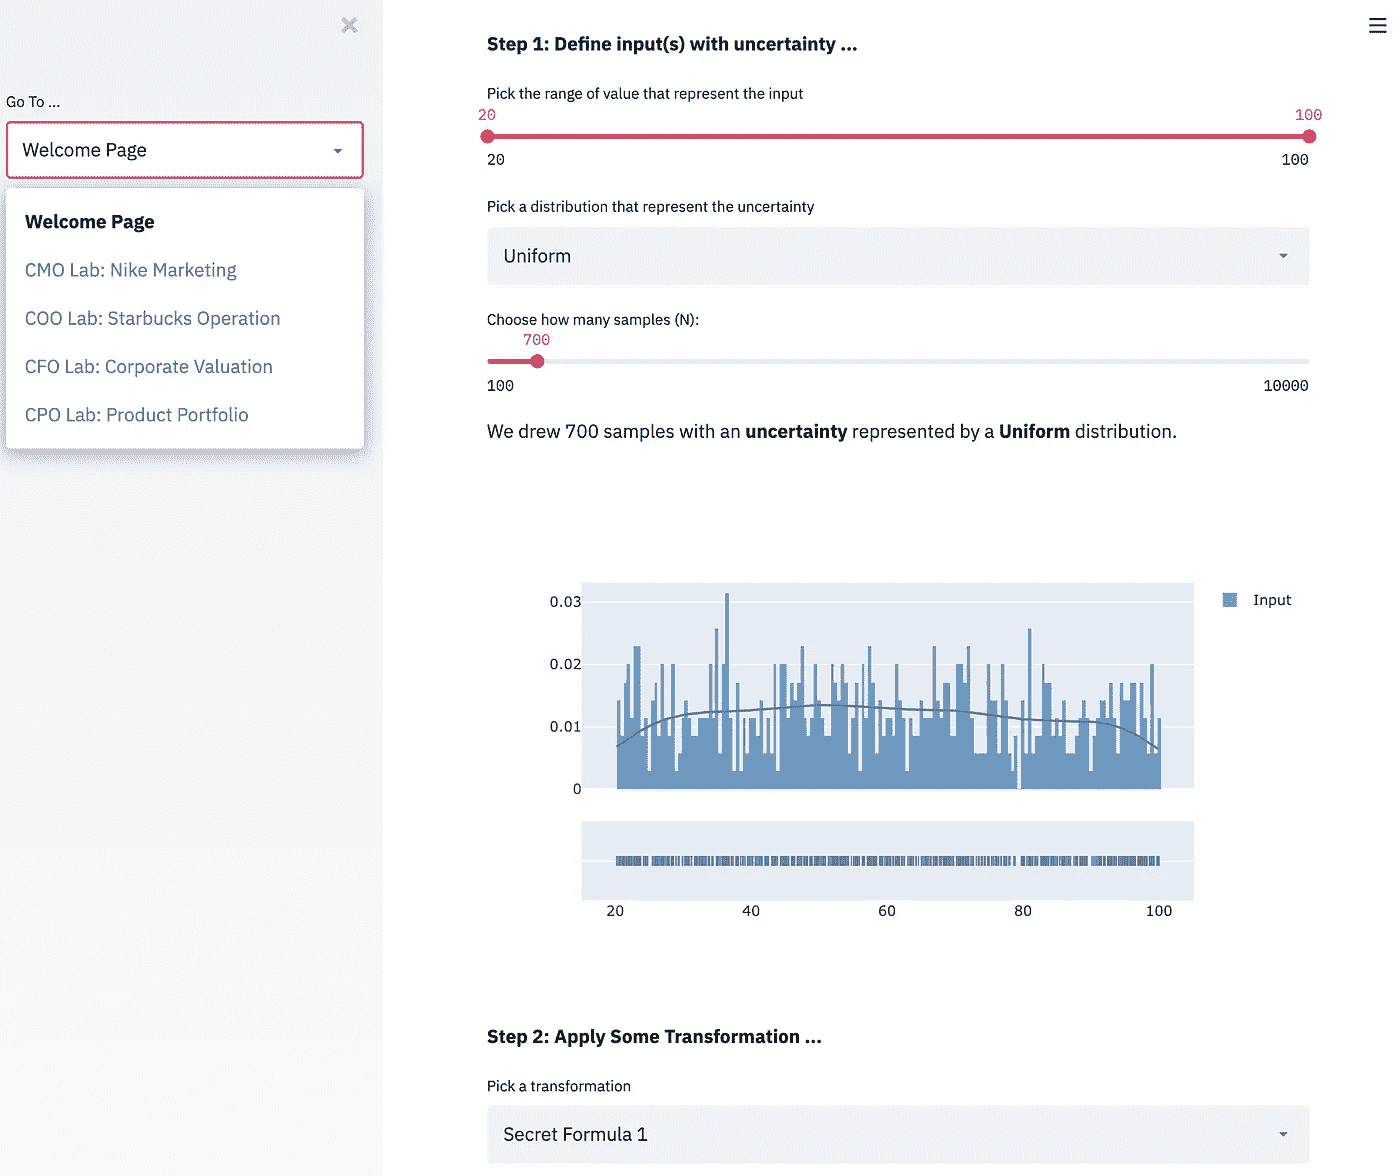 Go To ...
Welcome Page
Welcome Page
CMO Lab: Nike Marketing
COO Lab: Starbucks Operation
CFO Lab: Corporate Valuation
CPO Lab: Product Portfolio
Step 1: Define input(s) with uncertainty ...
Pick the range of value that represent the input
20 100
20 100
Pick a distribution that represent the uncertainty
Uniform
Choose how many samples (N):
700
100 10000
We drew 700 samples with an uncertainty represented by a Uniform distribution.
0.03
0.02
0.01
0
Input
20 40 60 80 100
Step 2: Apply Some Transformation ...
Pick a transformation
Secret Formula 1